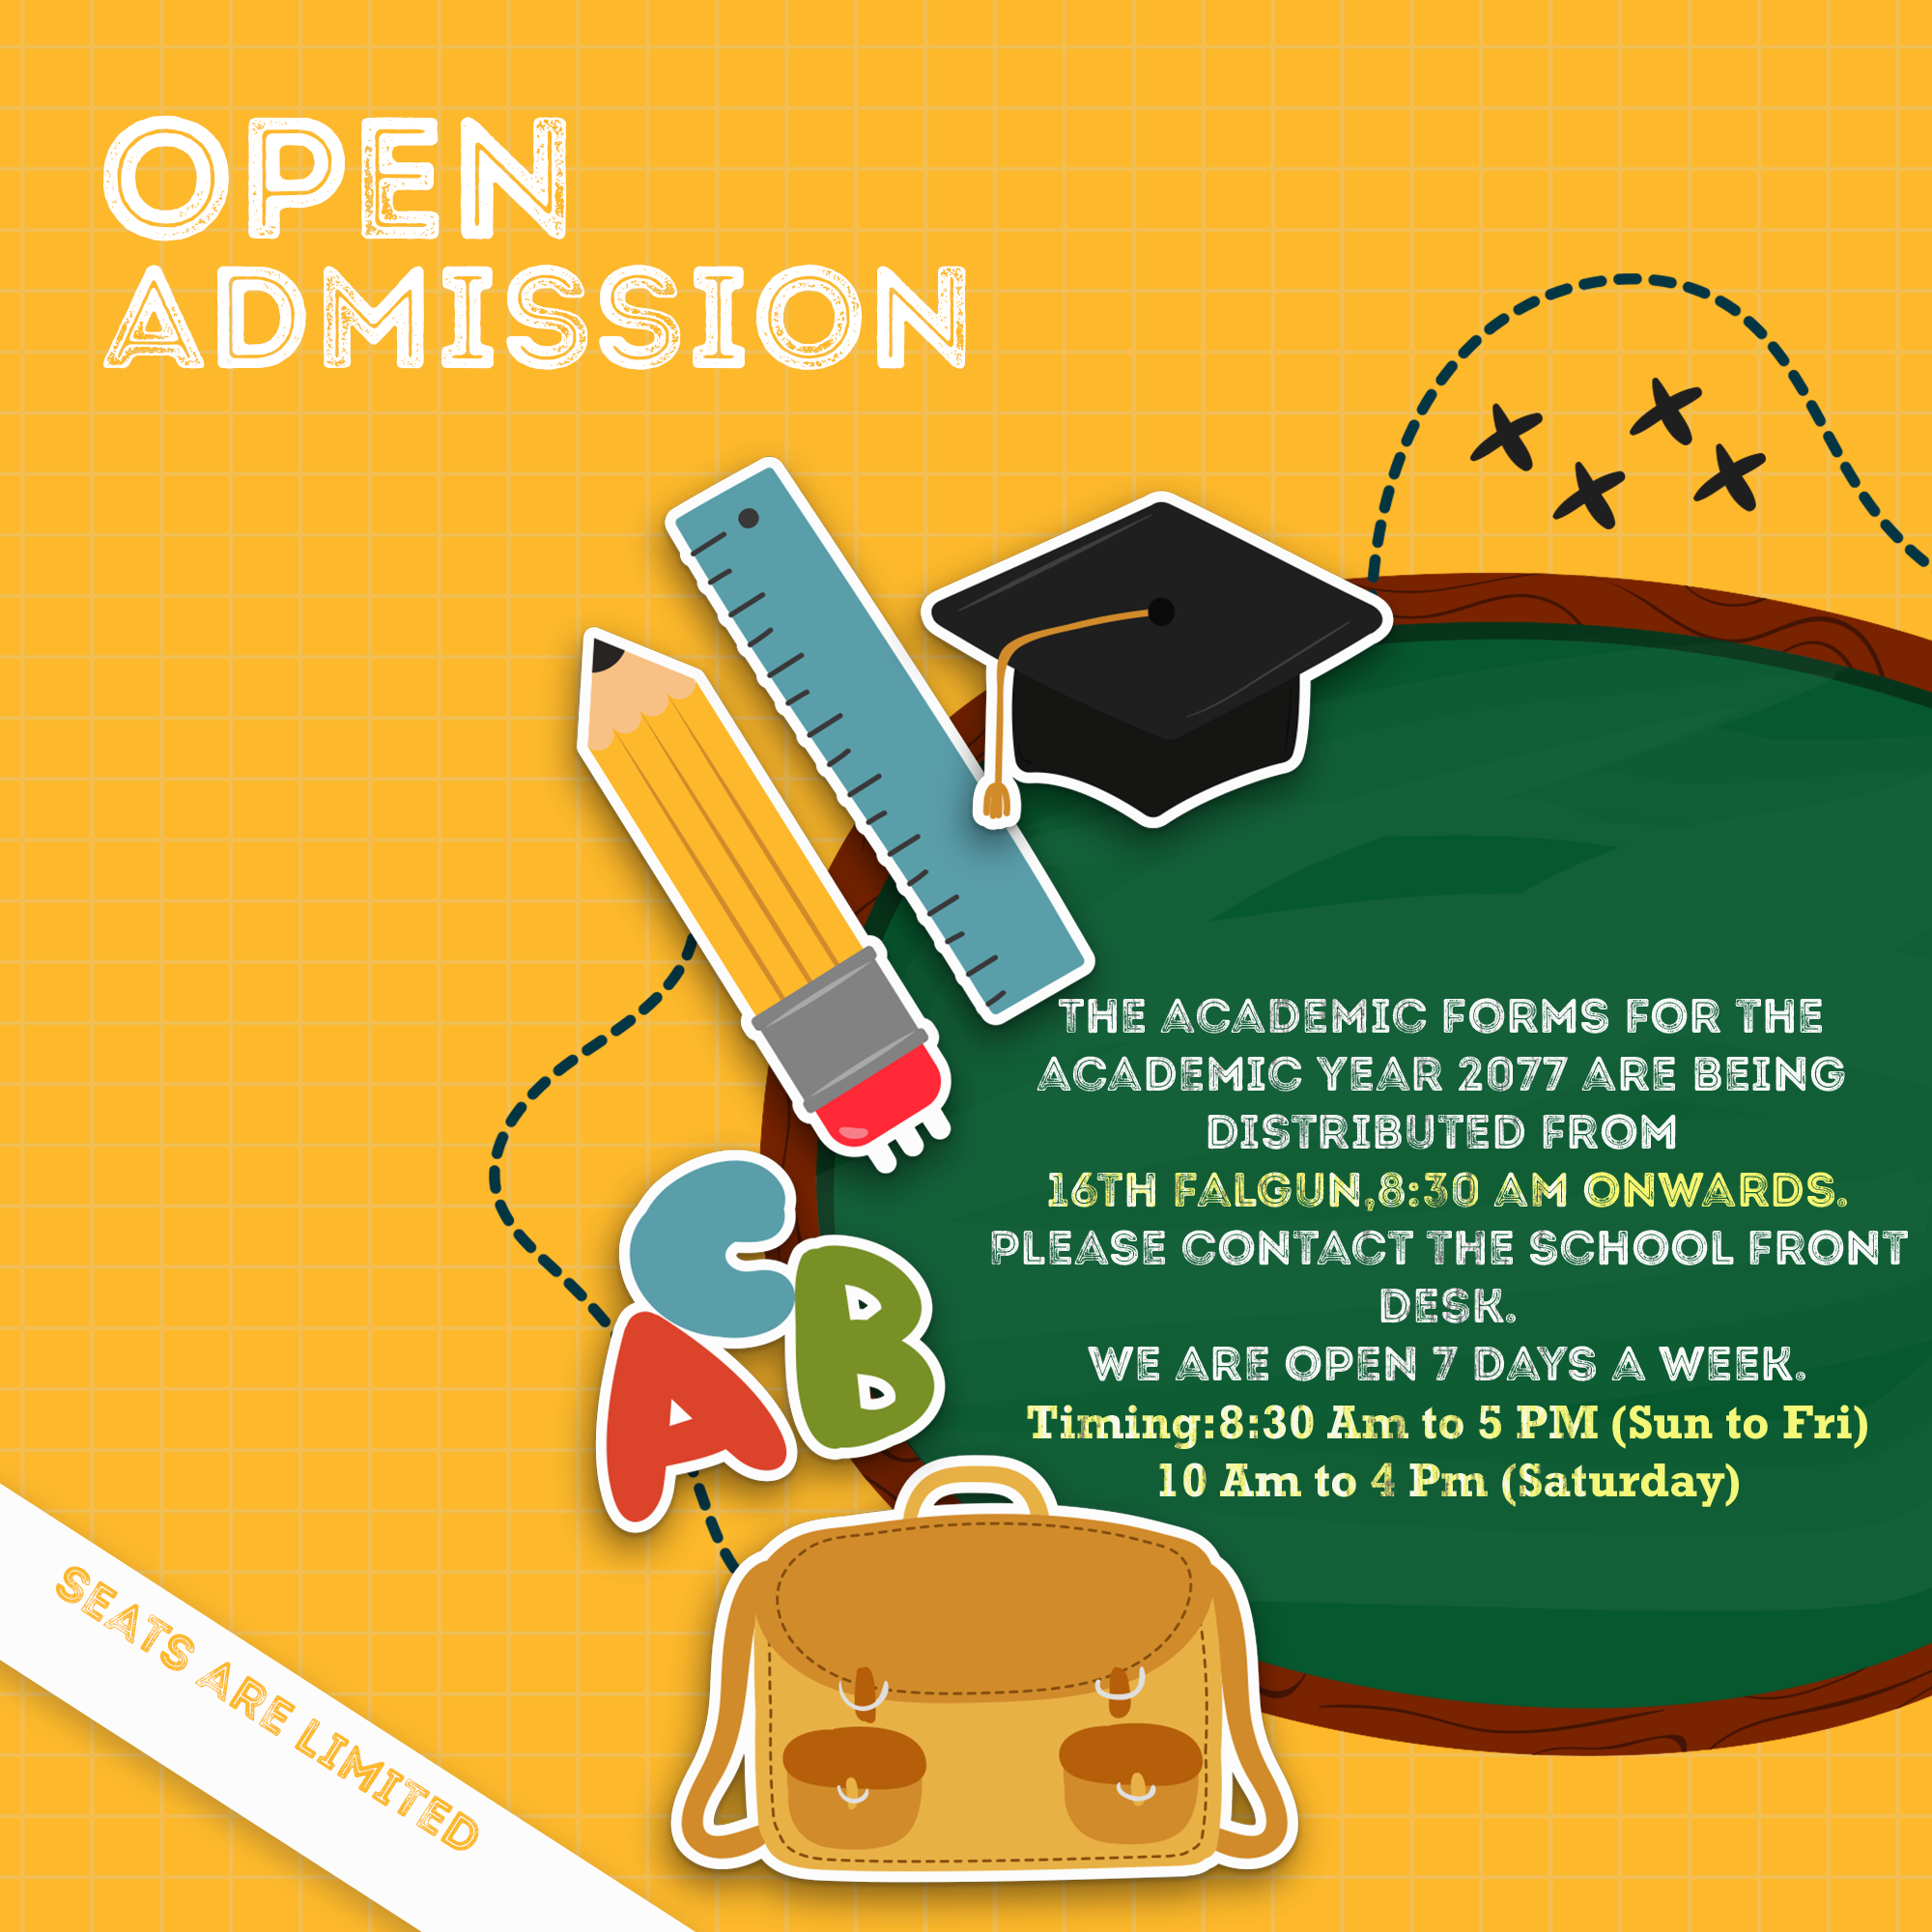 OPEN
ADMISSION
THE ACADEMIC FORMS FOR THE
ACADEMIC YEAR 2077 ARE BEING
DISTRIBUTED FROM
16TH FALGUN,8:30 AM ONWARDS.
PLEASE CONTACT THE SCHOOL FRONT
DESK.
WE ARE OPEN 7 DAYS A WEEK.
Timing:8:30 Am to 5 PM (Sun to Fri)
10 Am to 4 Pm (Saturday)
C
A B
SEATS ARE LIMITED